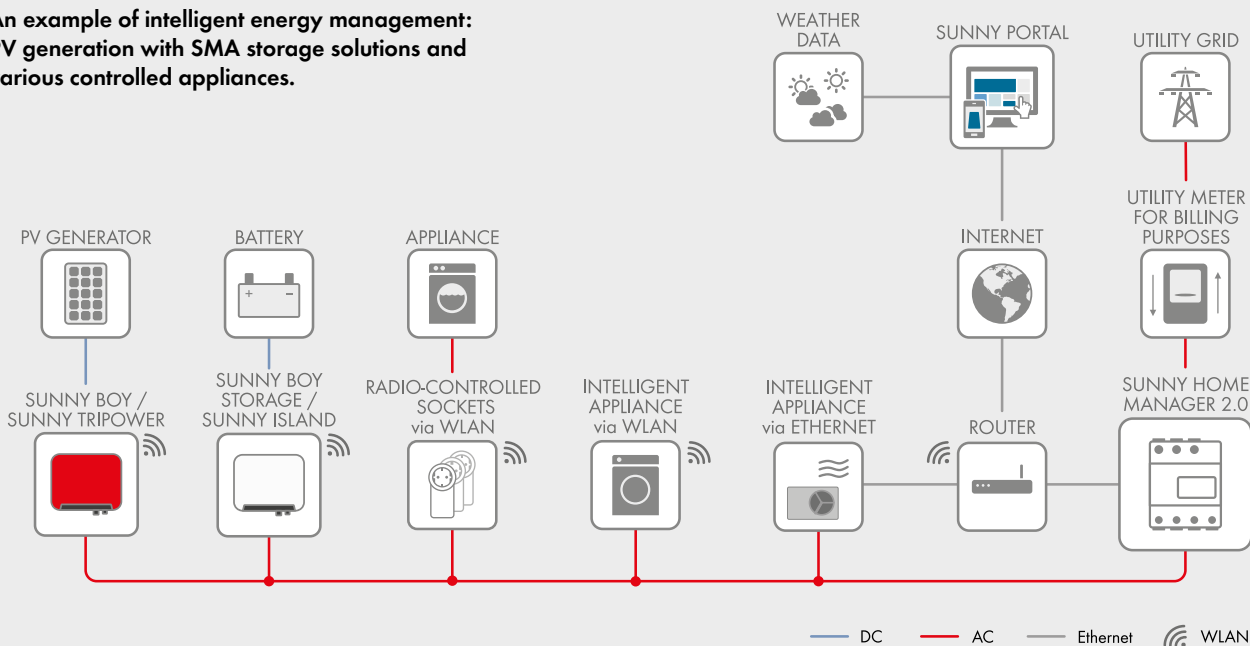 An example of intelligent energy management:
PV generation with SMA storage solutions and
various controlled appliances.
WEATHER
DATA
SUNNY PORTAL
UTILITY GRID
UTILITY METER
FOR BILLING
PURPOSES
PV GENERATOR
BATTERY
+ −
APPLIANCE
INTERNET
SUNNY BOY /
SUNNY TRIPOWER
SUNNY BOY
STORAGE /
SUNNY ISLAND
RADIO-CONTROLLED
SOCKETS
via WLAN
INTELLIGENT
APPLIANCE
via WLAN
INTELLIGENT
APPLIANCE
via ETHERNET
ROUTER
SUNNY HOME
MANAGER 2.0
DC
AC
Ethernet
WLAN